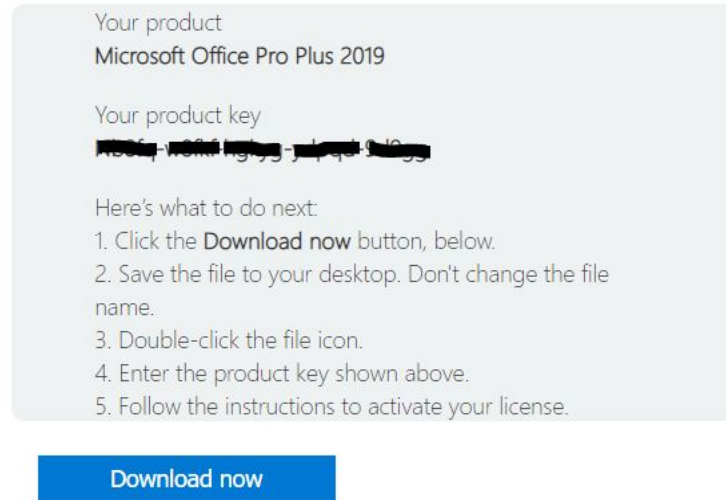 Your product
Microsoft Office Pro Plus 2019
Your product key
Here's what to do next:
1. Click the Download now button, below.
2. Save the file to your desktop. Don't change the file
name.
3. Double-click the file icon.
4. Enter the product key shown above.
5. Follow the instructions to activate your license.
Download now